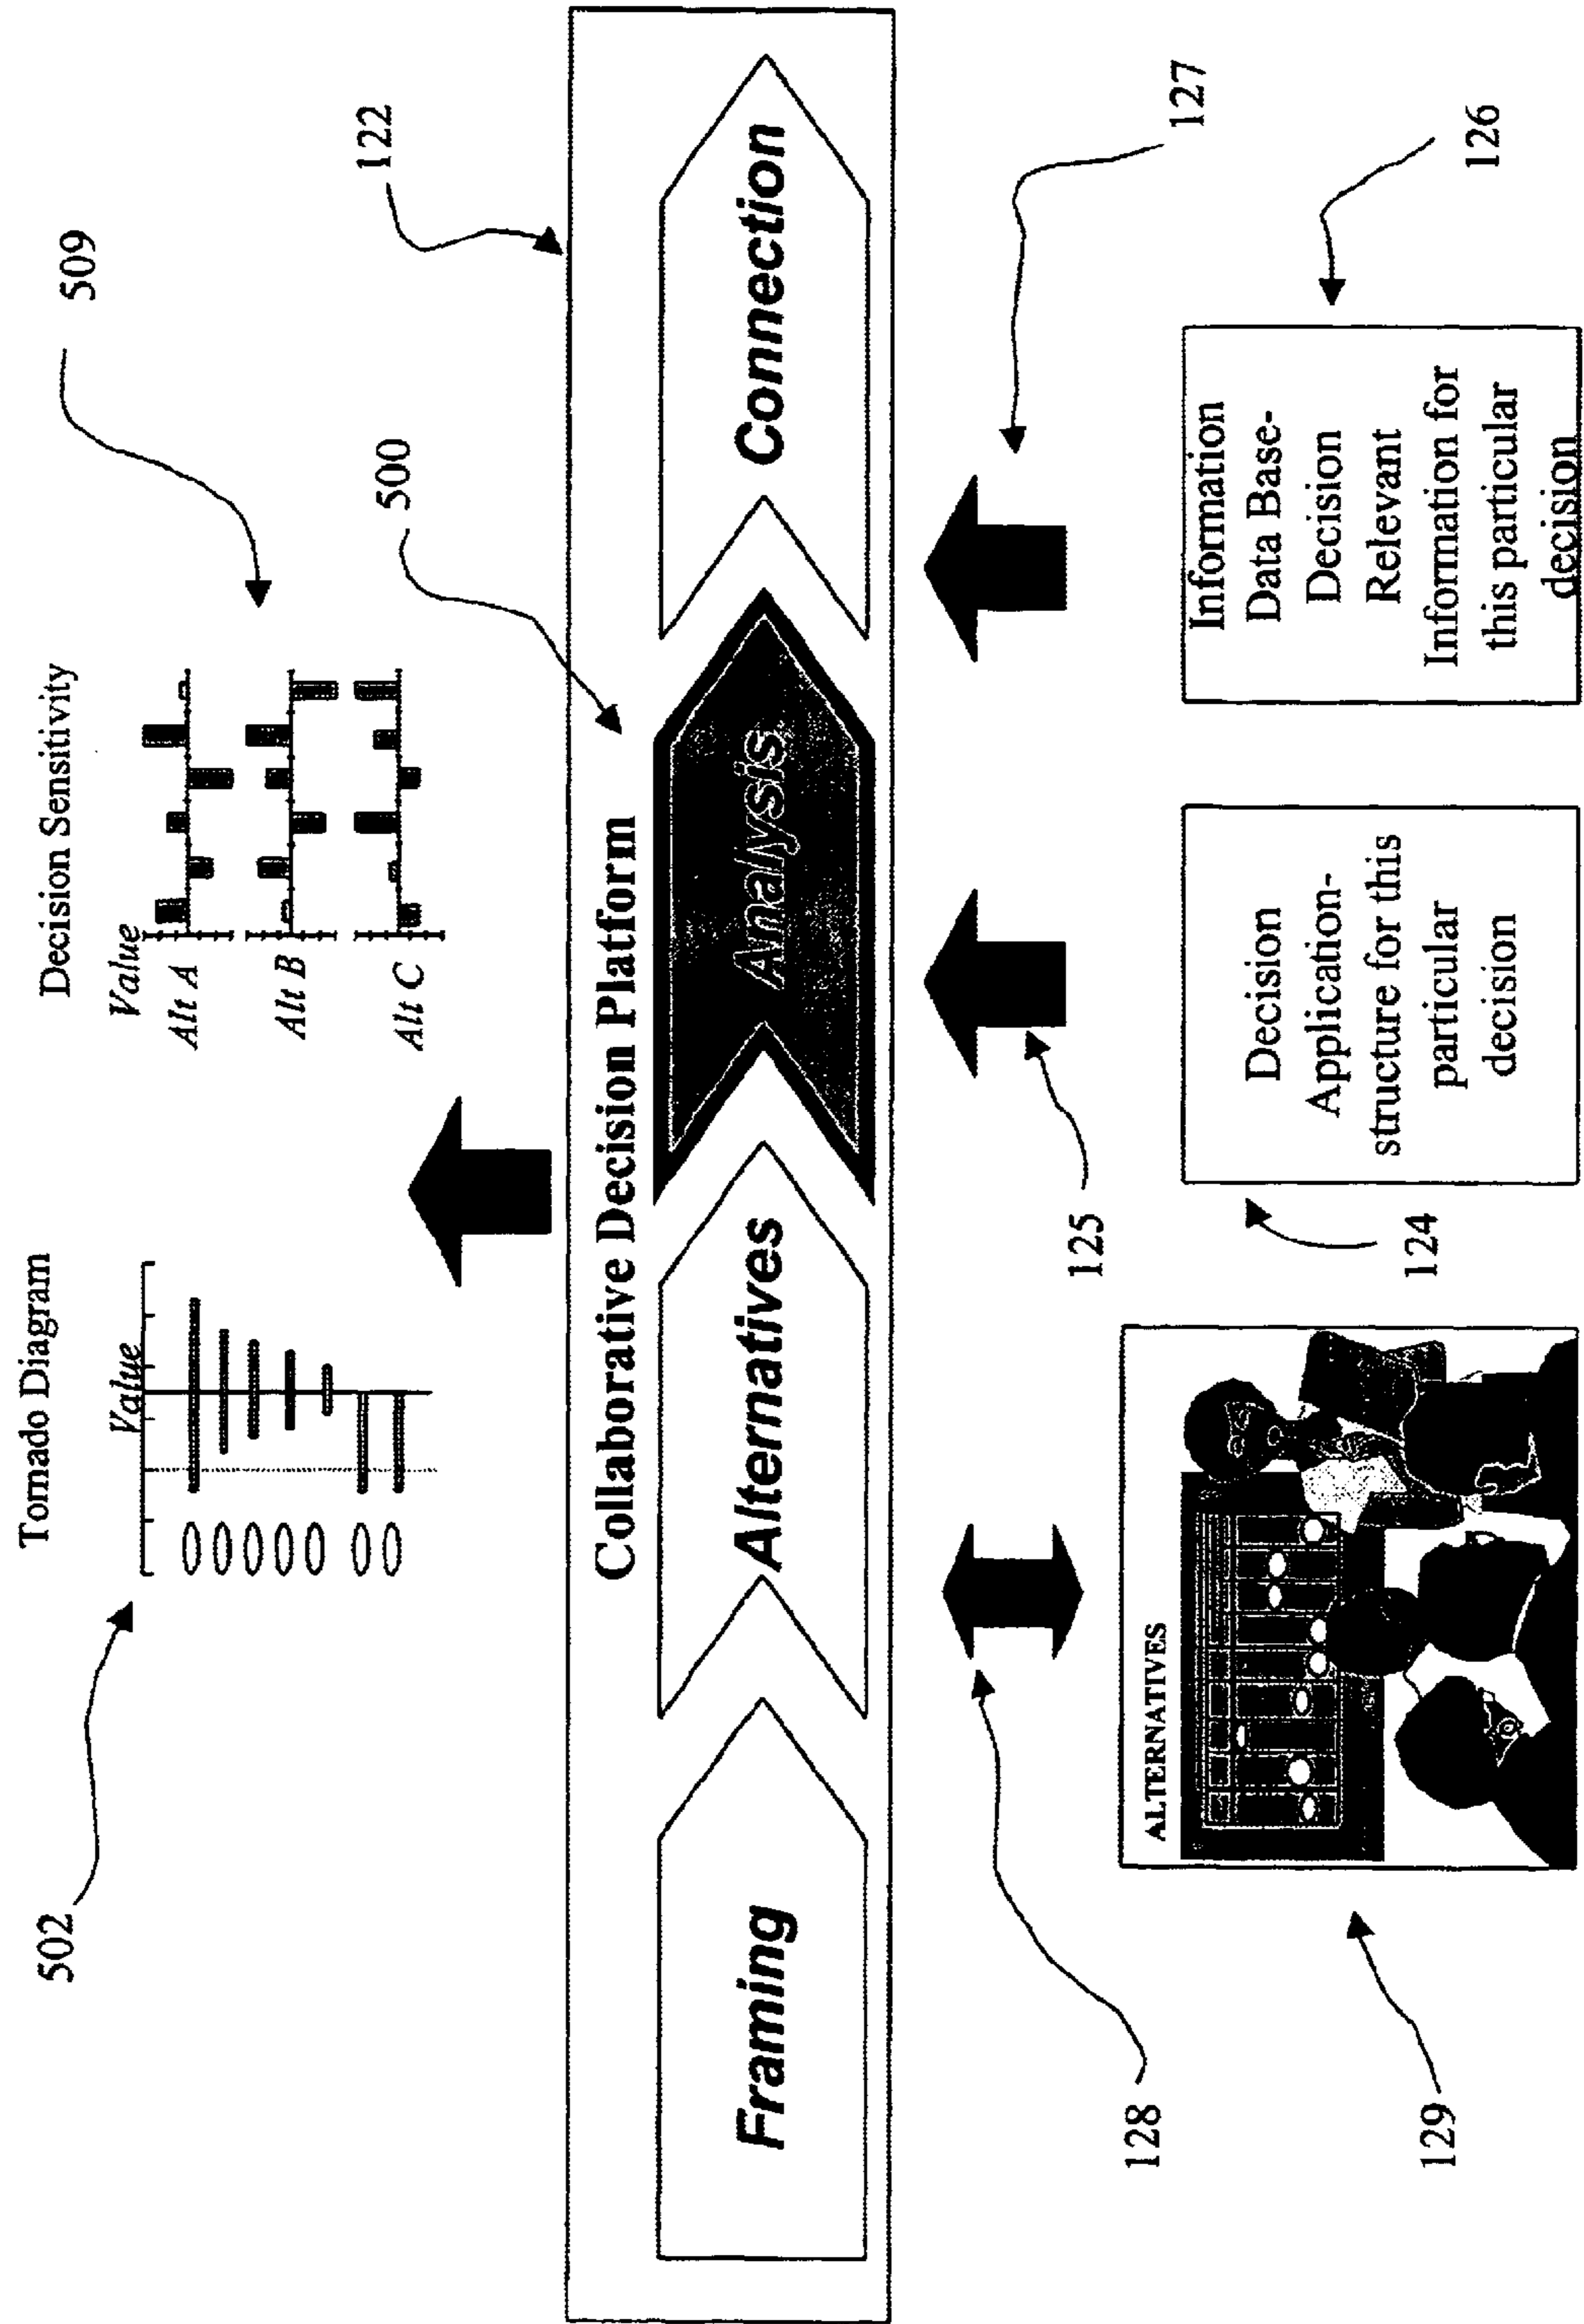 502
Tornado Diagram
Value
Decision Sensitivity
Value
Alt A
Alt B
Alt C
509
500
122
Collaborative Decision Platform
Framing
Alternatives
Analysis
Connection
128
125
127
129
ALTERNATIVES
124
Decision
Application-
structure for this
particular
decision
Information
Data Base-
Decision
Relevant
Information for
this particular
decision
126